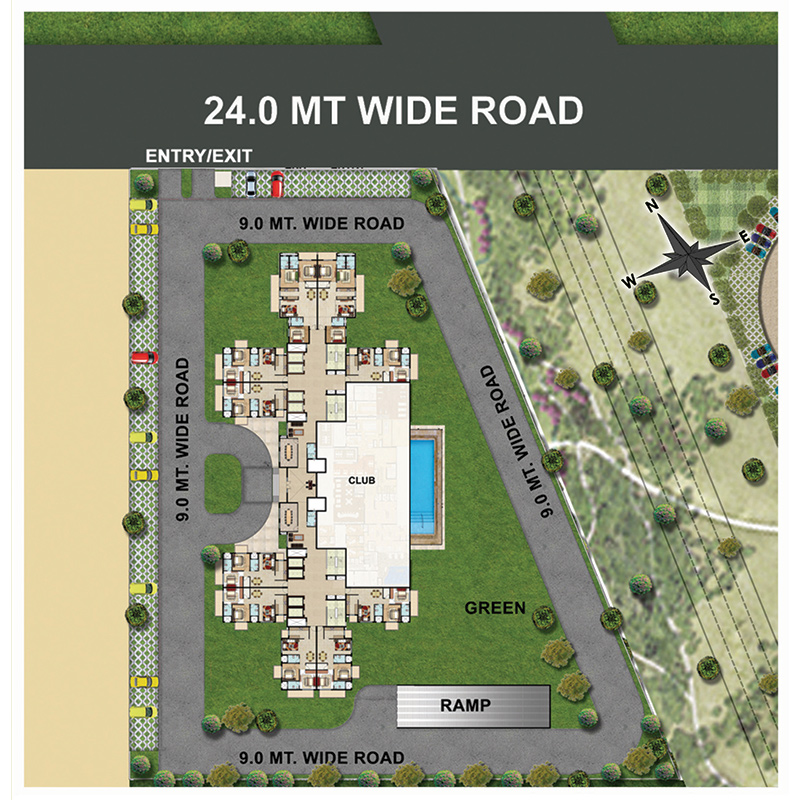 24.0 MT WIDE ROAD
ENTRY/EXIT
9.0 MT. WIDE ROAD
N
E
W
S
9.0 MT. WIDE ROAD
9.0 MT. WIDE ROAD
CLUB
GREEN
RAMP
9.0 MT. WIDE ROAD